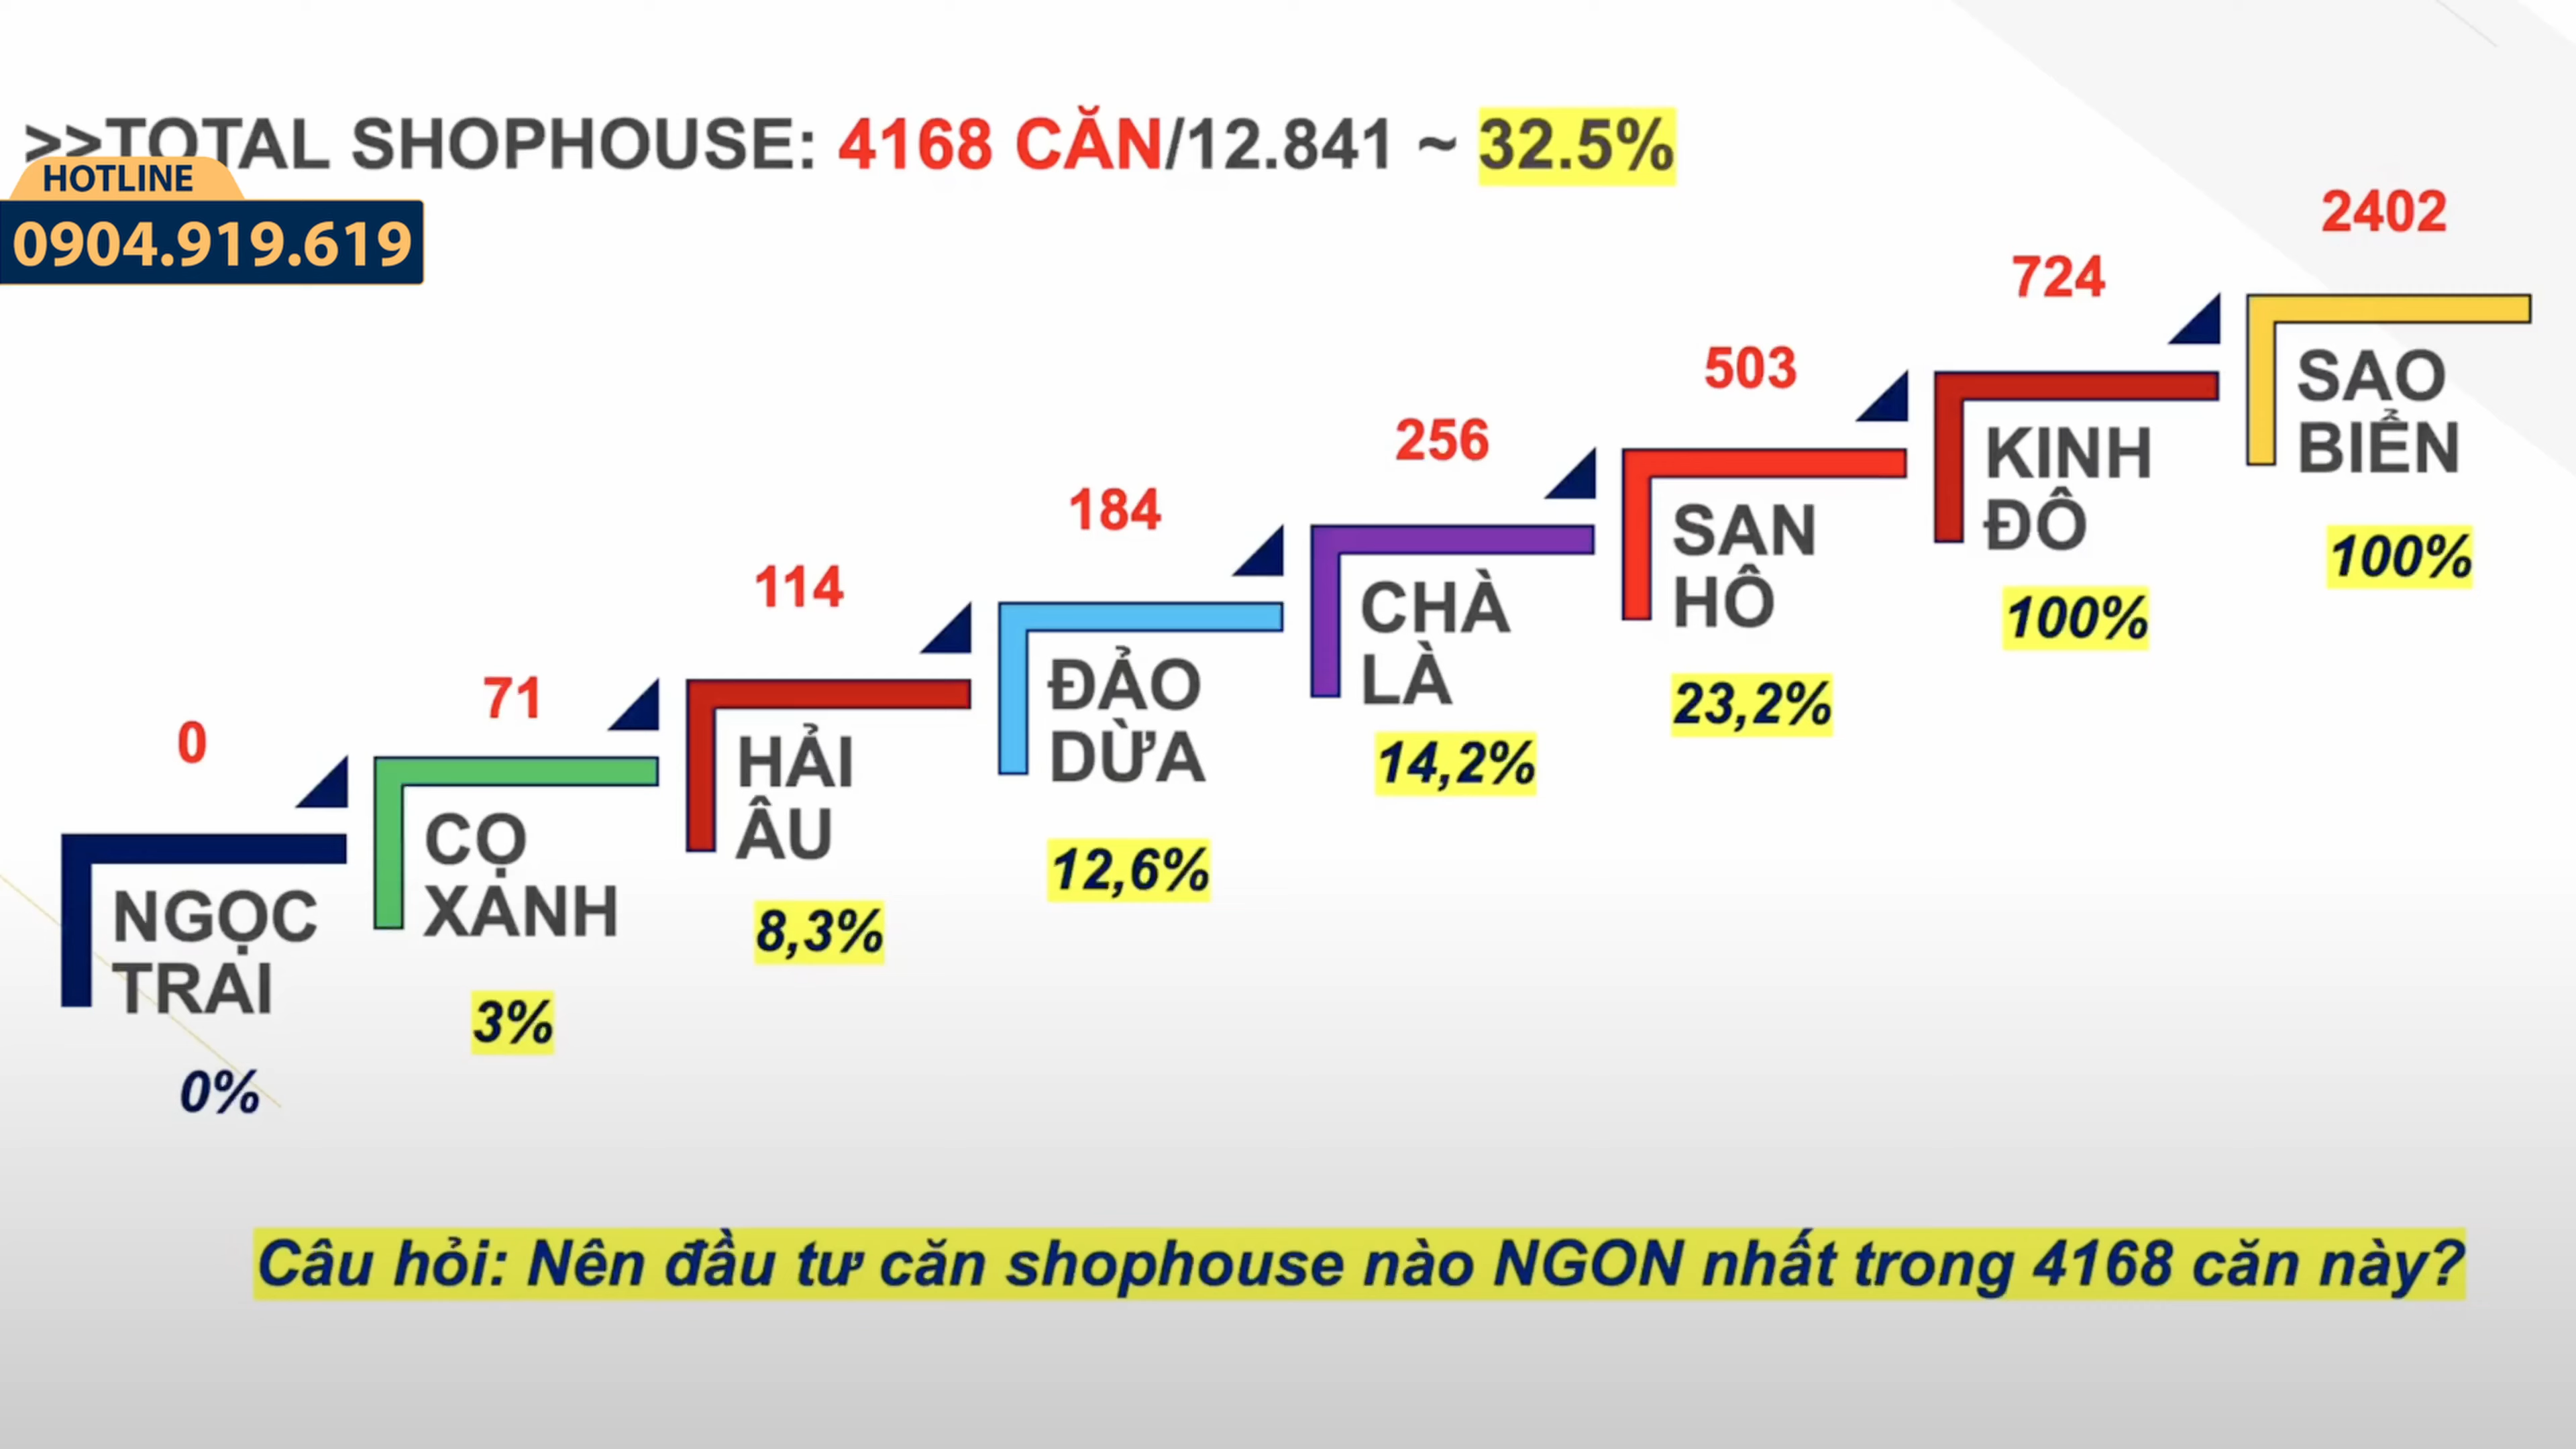 >>TOTAL SHOPHOUSE: 4168 CĂN/12.841 ~ 32.5%
HOTLINE
0904.919.619
2402
SAO
BIỂN
100%
724
KINH
ĐÔ
100%
503
SAN
HÔ
23,2%
256
CHÀ
LÀ
14,2%
184
ĐẢO
DỪA
12,6%
114
HẢI
ÂU
8,3%
71
CỌ
XANH
3%
0
NGỌC
TRAI
0%
Câu hỏi: Nên đầu tư căn shophouse nào NGON nhất trong 4168 căn này?